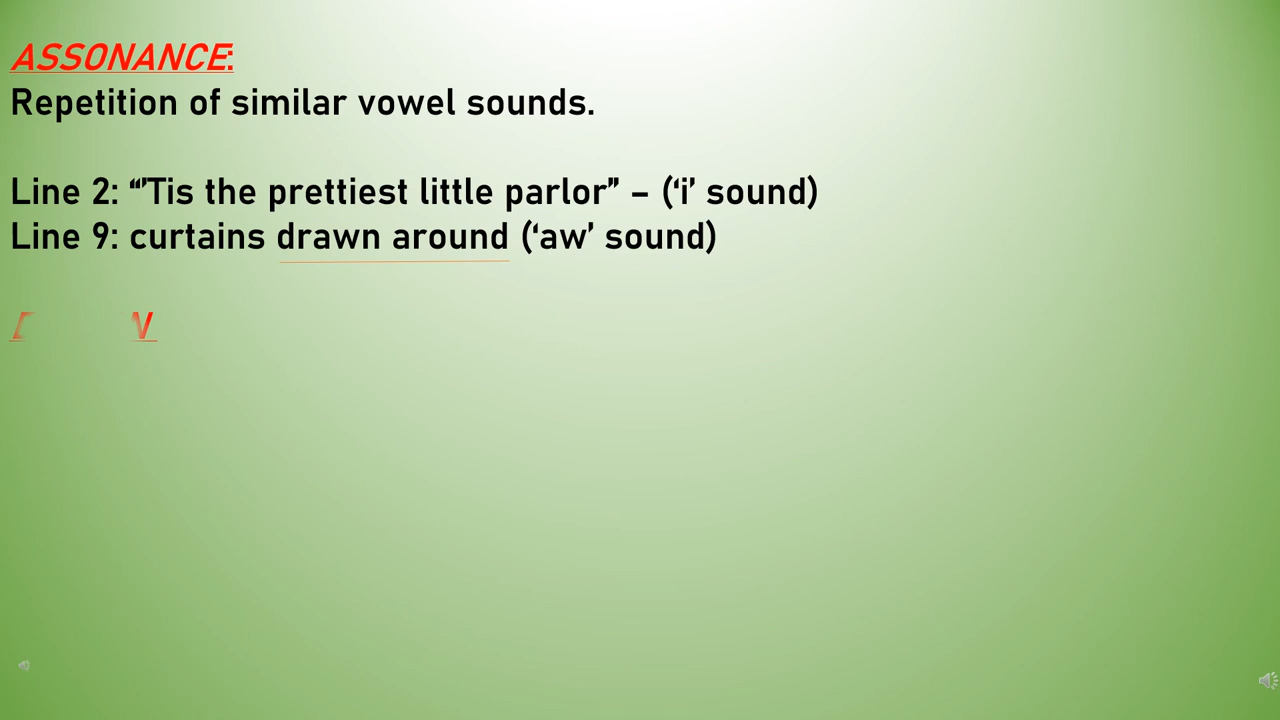 ASSONANCE:
Repetition of similar vowel sounds.
Line 2: “’Tis the prettiest little parlor” – (‘i’ sound)
Line 9: curtains drawn around (‘aw’ sound)